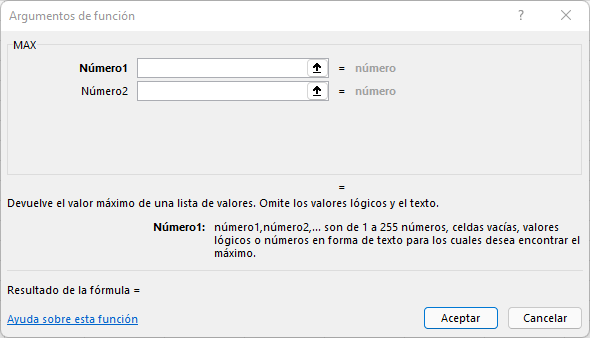 Argumentos de función
?
MAX
Número1 = número
Número2 = número
=
Devuelve el valor máximo de una lista de valores. Omite los valores lógicos y el texto.
Número1: número1,número2,... son de 1 a 255 números, celdas vacías, valores
lógicos o números en forma de texto para los cuales desea encontrar el
máximo.
Resultado de la fórmula =
Ayuda sobre esta función
Aceptar Cancelar